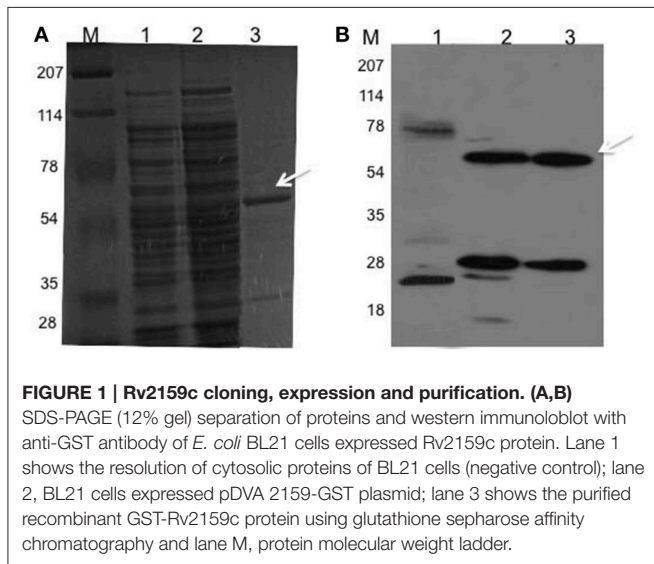 A M 1 2 3
207
114
78
54
35
28
B M 1 2 3
207
114
78
54
35
28
18
FIGURE 1 | Rv2159c cloning, expression and purification. (A,B)
SDS-PAGE (12% gel) separation of proteins and western immunoloblot with
anti-GST antibody of E. coli BL21 cells expressed Rv2159c protein. Lane 1
shows the resolution of cytosolic proteins of BL21 cells (negative control); lane
2, BL21 cells expressed pDVA 2159-GST plasmid; lane 3 shows the purified
recombinant GST-Rv2159c protein using glutathione sepharose affinity
chromatography and lane M, protein molecular weight ladder.